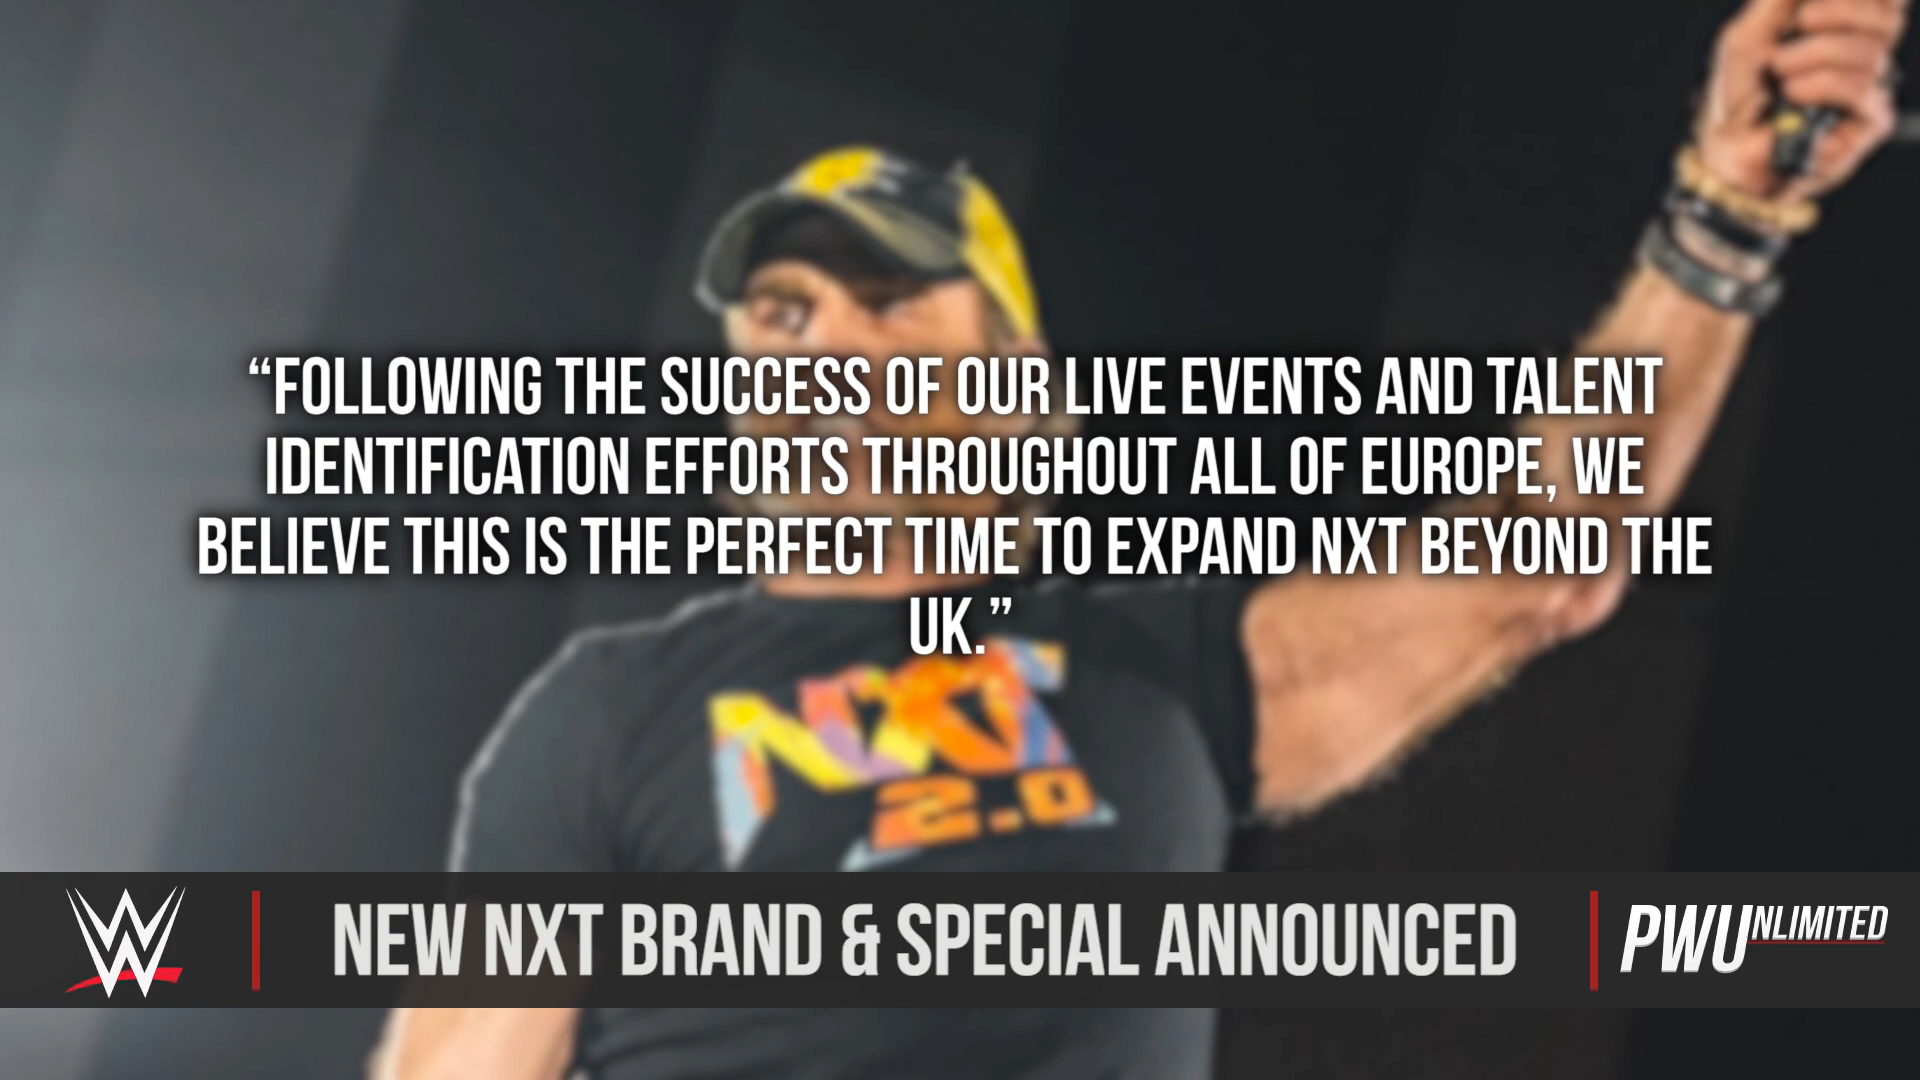 “FOLLOWING THE SUCCESS OF OUR LIVE EVENTS AND TALENT
IDENTIFICATION EFFORTS THROUGHOUT ALL OF EUROPE, WE
BELIEVE THIS IS THE PERFECT TIME TO EXPAND NXT BEYOND THE
UK.”
NXT
2.0
W
NEW NXT BRAND & SPECIAL ANNOUNCED
PWUNLIMITED